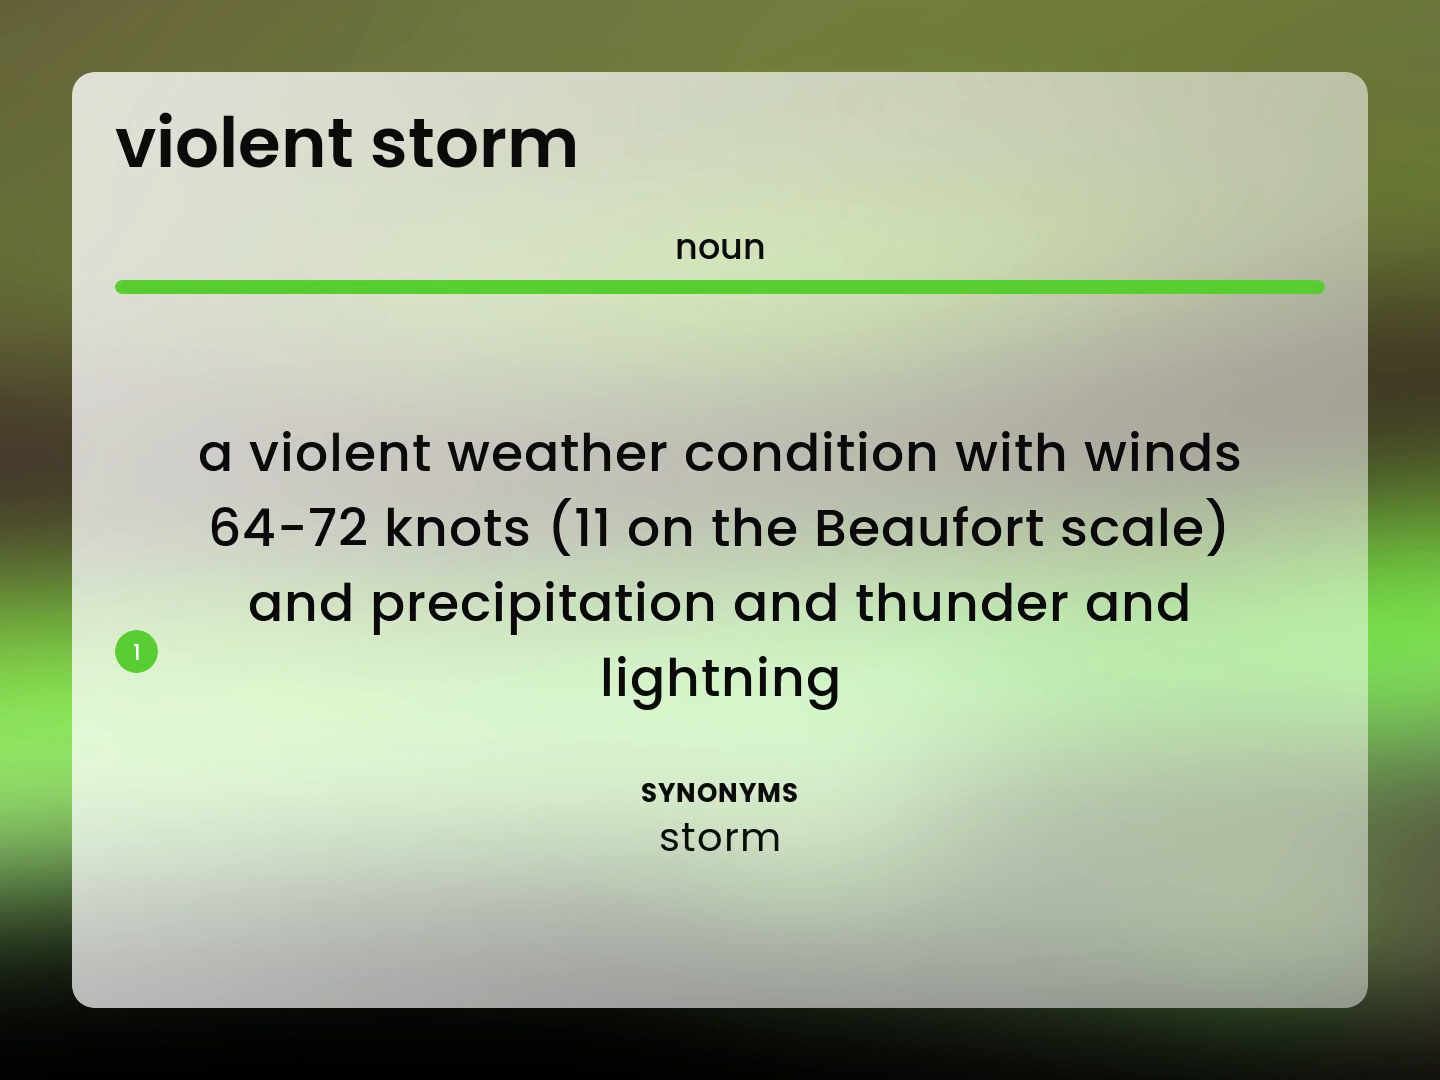 violent storm
noun
a violent weather condition with winds
64-72 knots (11 on the Beaufort scale)
and precipitation and thunder and
1
lightning
SYNONYMS
storm